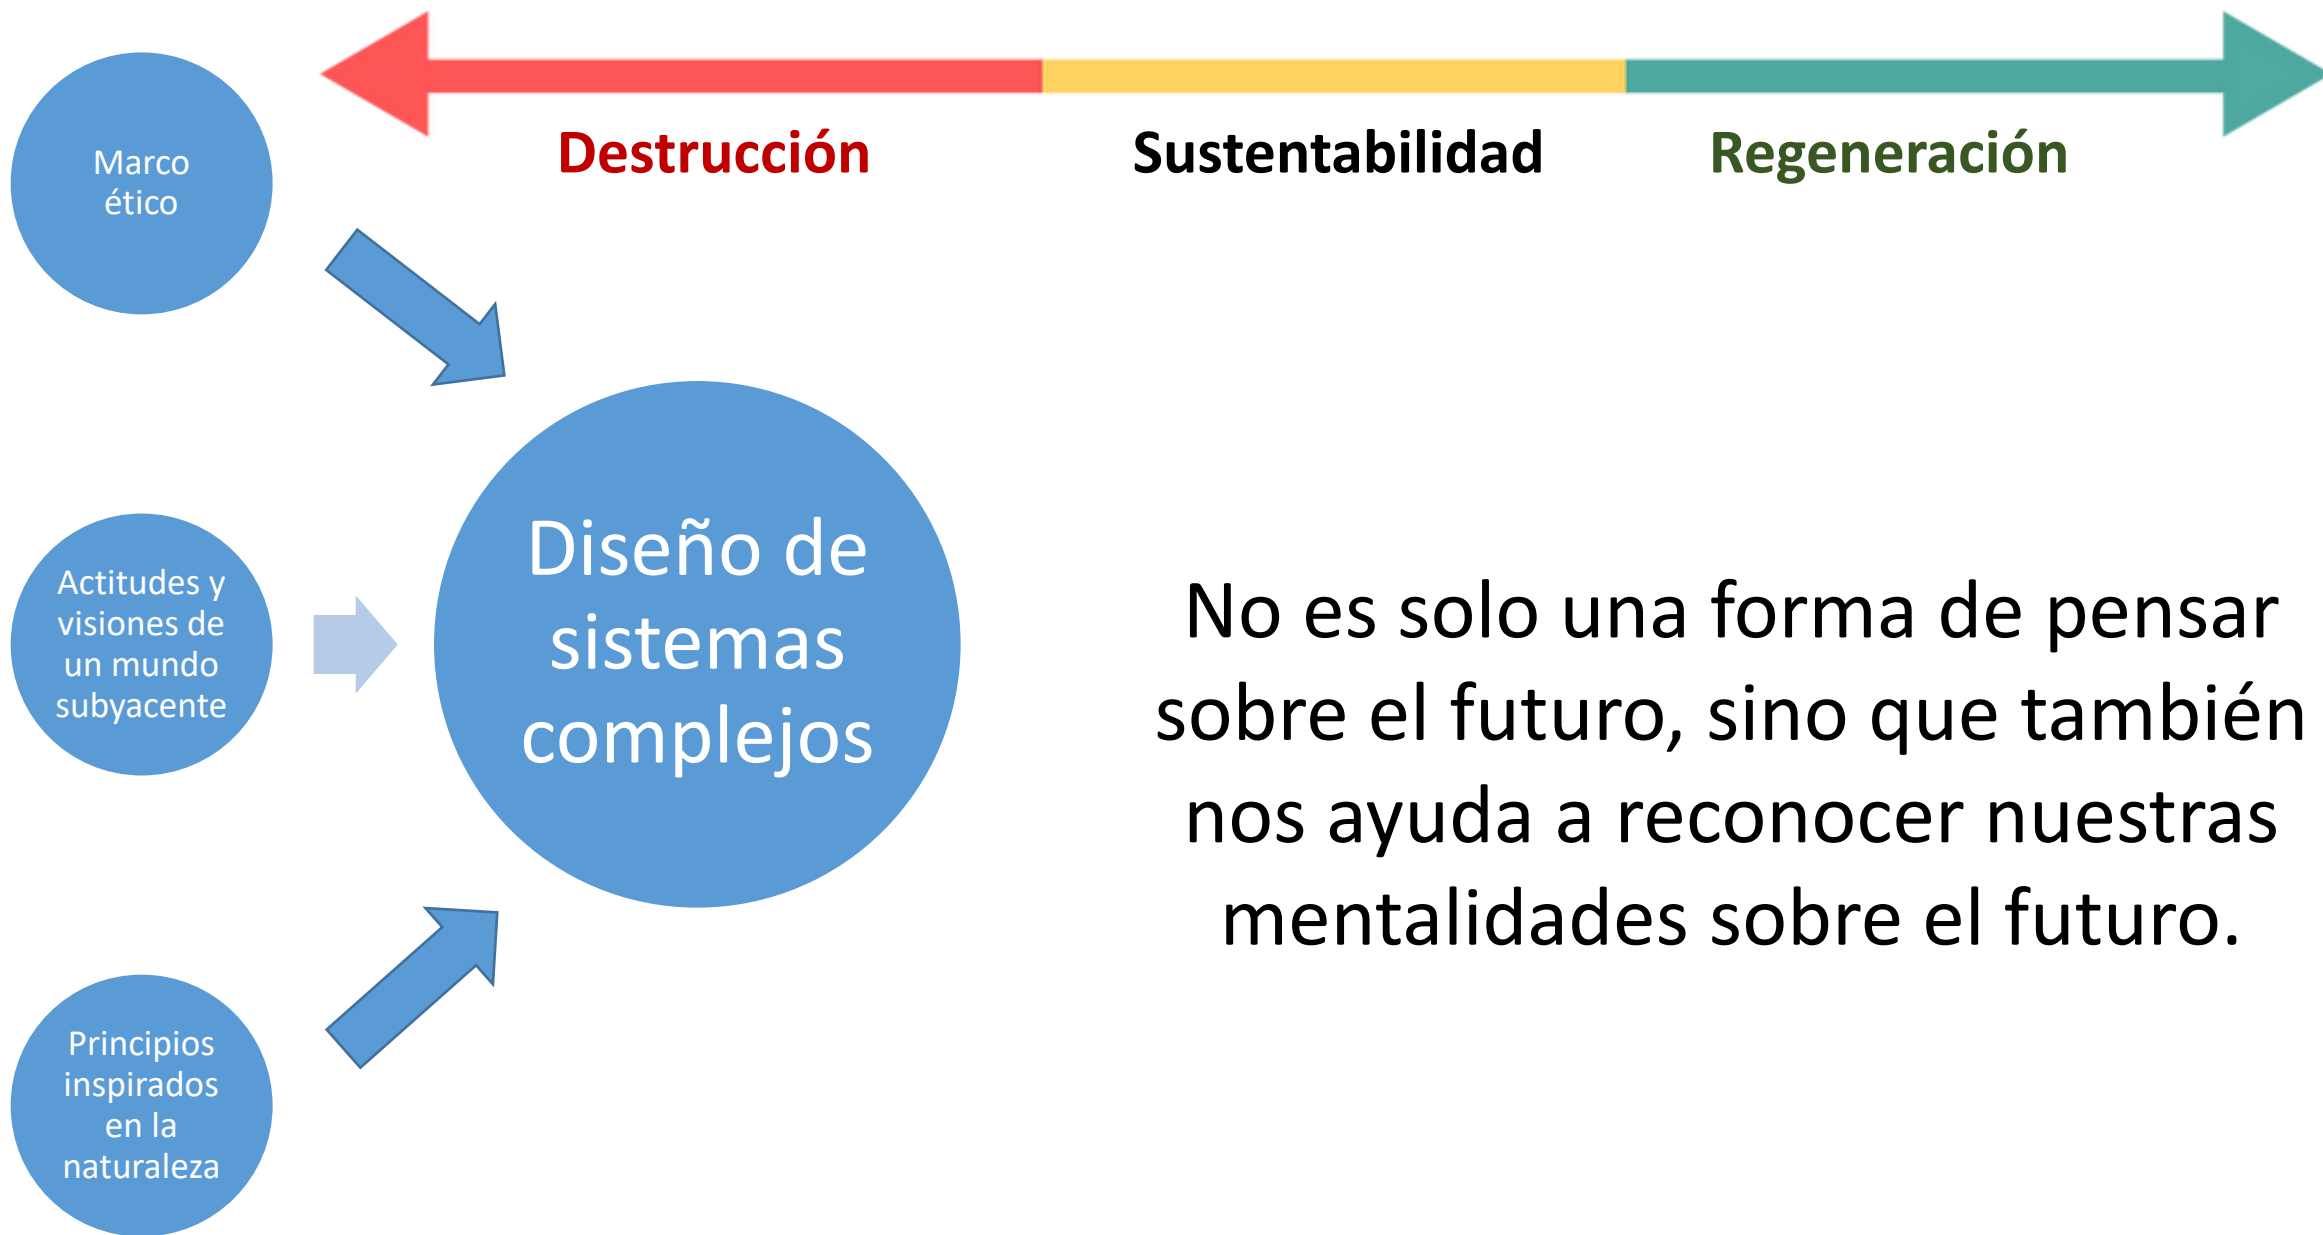 Destrucción
Sustentabilidad
Regeneración
Marco
ético
Actitudes y
visiones de
un mundo
subyacente
Principios
inspirados
en la
naturaleza
Diseño de
sistemas
complejos
No es solo una forma de pensar
sobre el futuro, sino que también
nos ayuda a reconocer nuestras
mentalidades sobre el futuro.